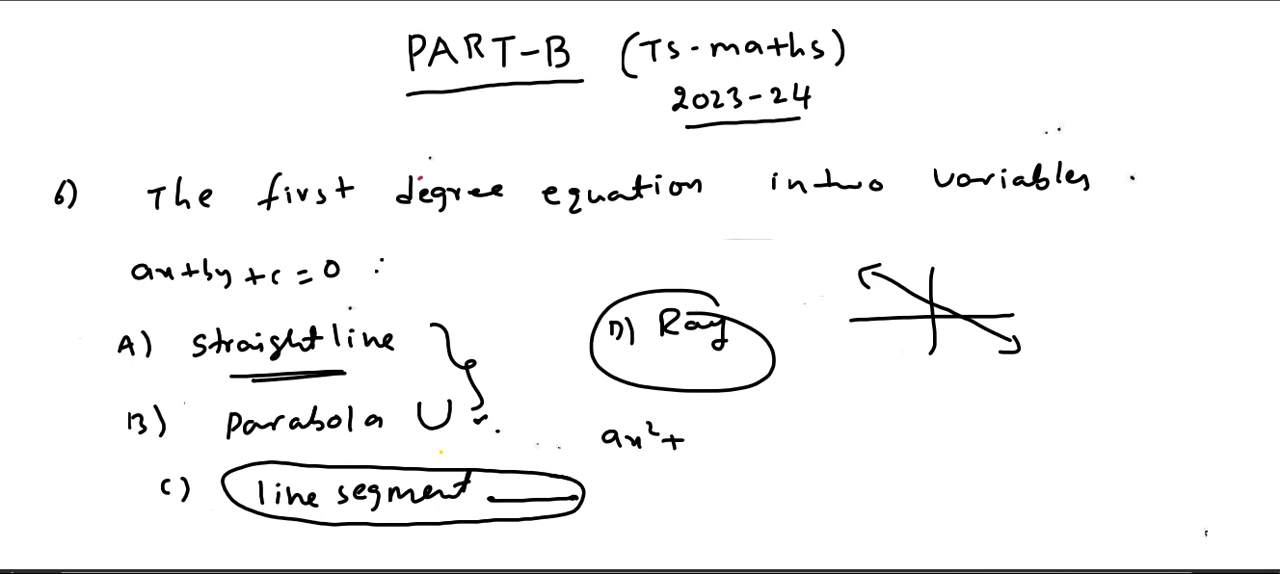 PART-B (TS-maths)
2023-24
6) The first degree equation in two variables.
ax+by+c=0 :
A) straight line
D) Ray
B) parabola
ax²+
c) line segment